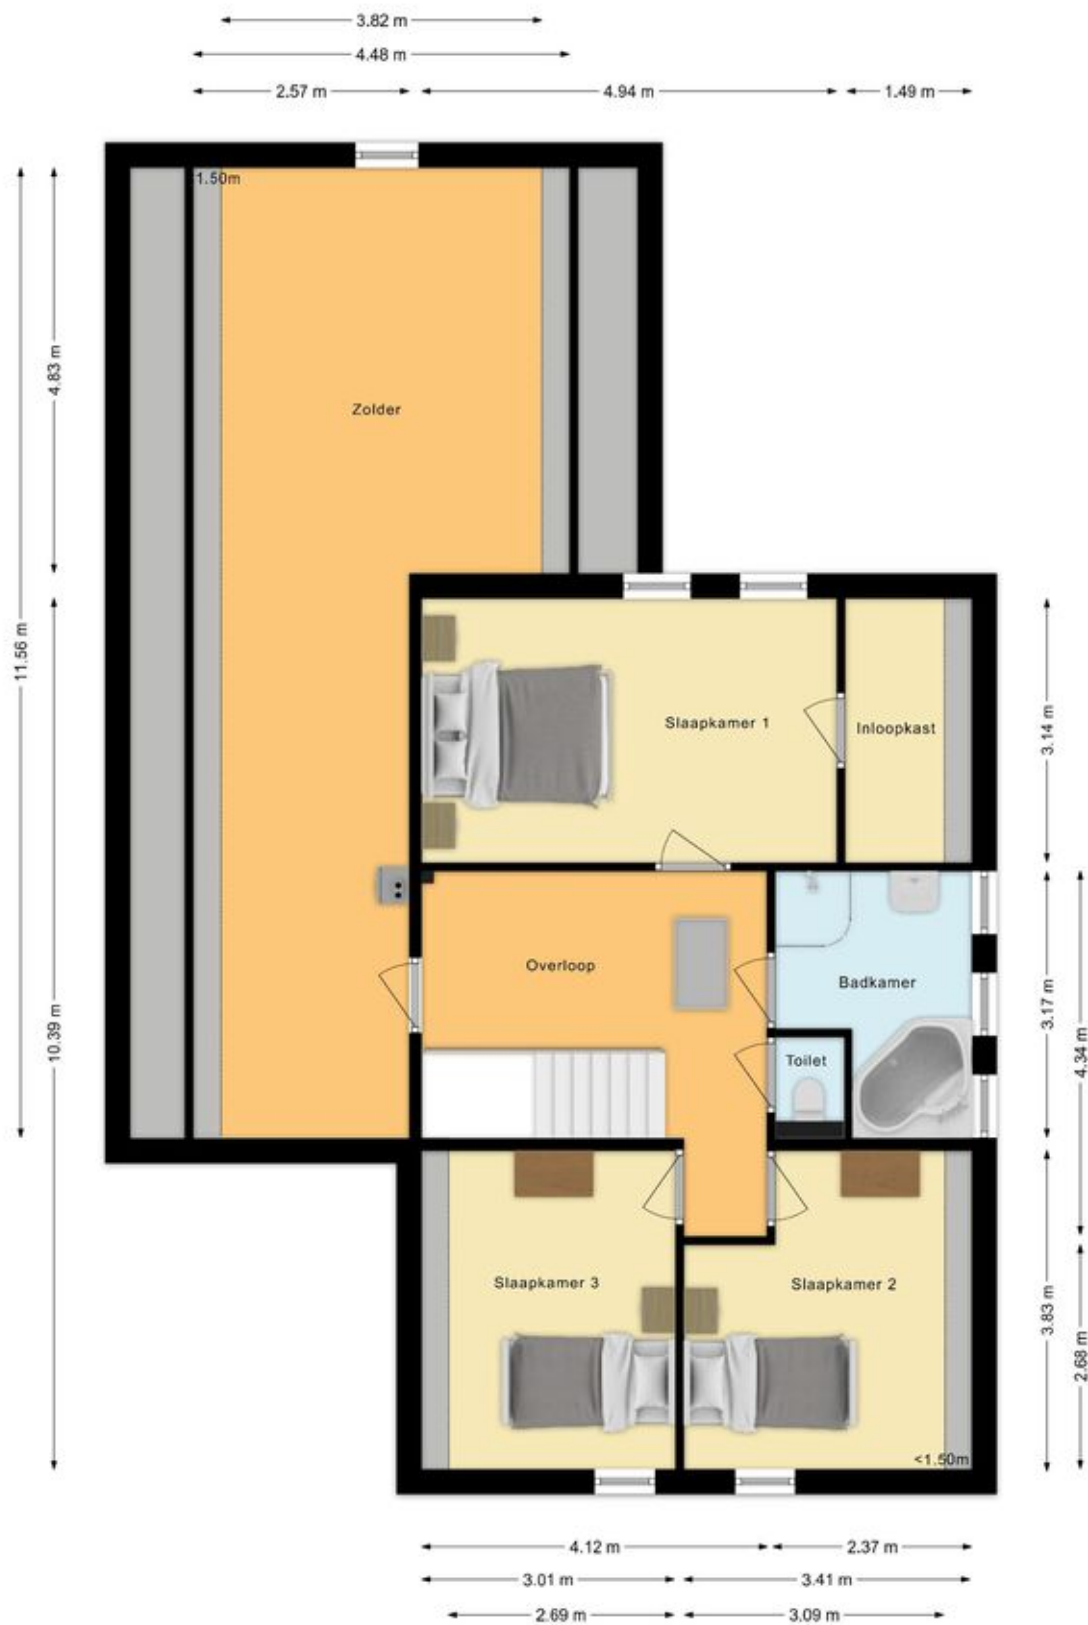 3.82 m
4.48 m
2.57 m
4.94 m
1.49 m
1.50m
4.83 m
Zolder
11.56 m
Slaapkamer 1
Inloopkast
3.14 m
Overloop
Badkamer
3.17 m
10.39 m
4.34 m
Toilet
Slaapkamer 3
Slaapkamer 2
3.83 m
2.68 m
<1.50m
4.12 m
2.37 m
3.01 m
3.41 m
2.69 m
3.09 m